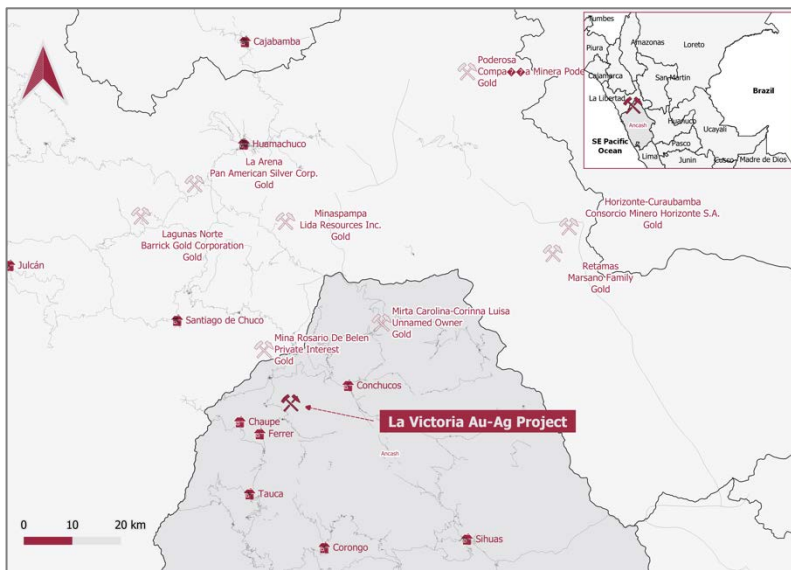 Cajabamba
Poderosa
Compa��a Minera Pode
Gold
Huamachuco
La Arena
Pan American Silver Corp.
Gold
Lagunas Norte
Barrick Gold Corporation
Gold
Minaspampa
Lida Resources Inc.
Gold
Horizonte-Curaubamba
Consorcio Minero Horizonte S.A.
Gold
Retamas
Marsano Family
Gold
Julcán
Santiago de Chuco
Mirta Carolina-Corinna Luisa
Unnamed Owner
Gold
Mina Rosario De Belen
Private Interest
Gold
Conchucos
La Victoria Au-Ag Project
Chaupe
Ferrer
Ancash
Tauca
Corongo
Sihuas
0 10 20 km
Tumbes
Piura
Amazonas
Loreto
Cajamarca
San Martin
La Libertad
Brazil
Ancash
Huanuco
Ucayali
SE Pacific
Ocean
Pasco
Lima
Junin
Cusco
Madre de Dios